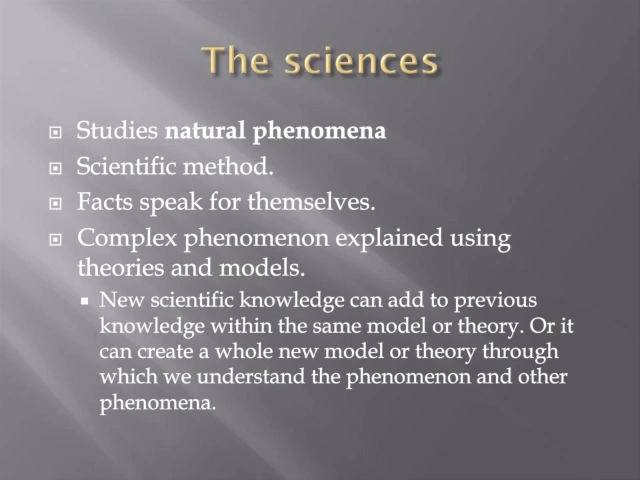 The sciences
Studies natural phenomena
Scientific method.
Facts speak for themselves.
Complex phenomenon explained using
theories and models.
New scientific knowledge can add to previous
knowledge within the same model or theory. Or it
can create a whole new model or theory through
which we understand the phenomenon and other
phenomena.